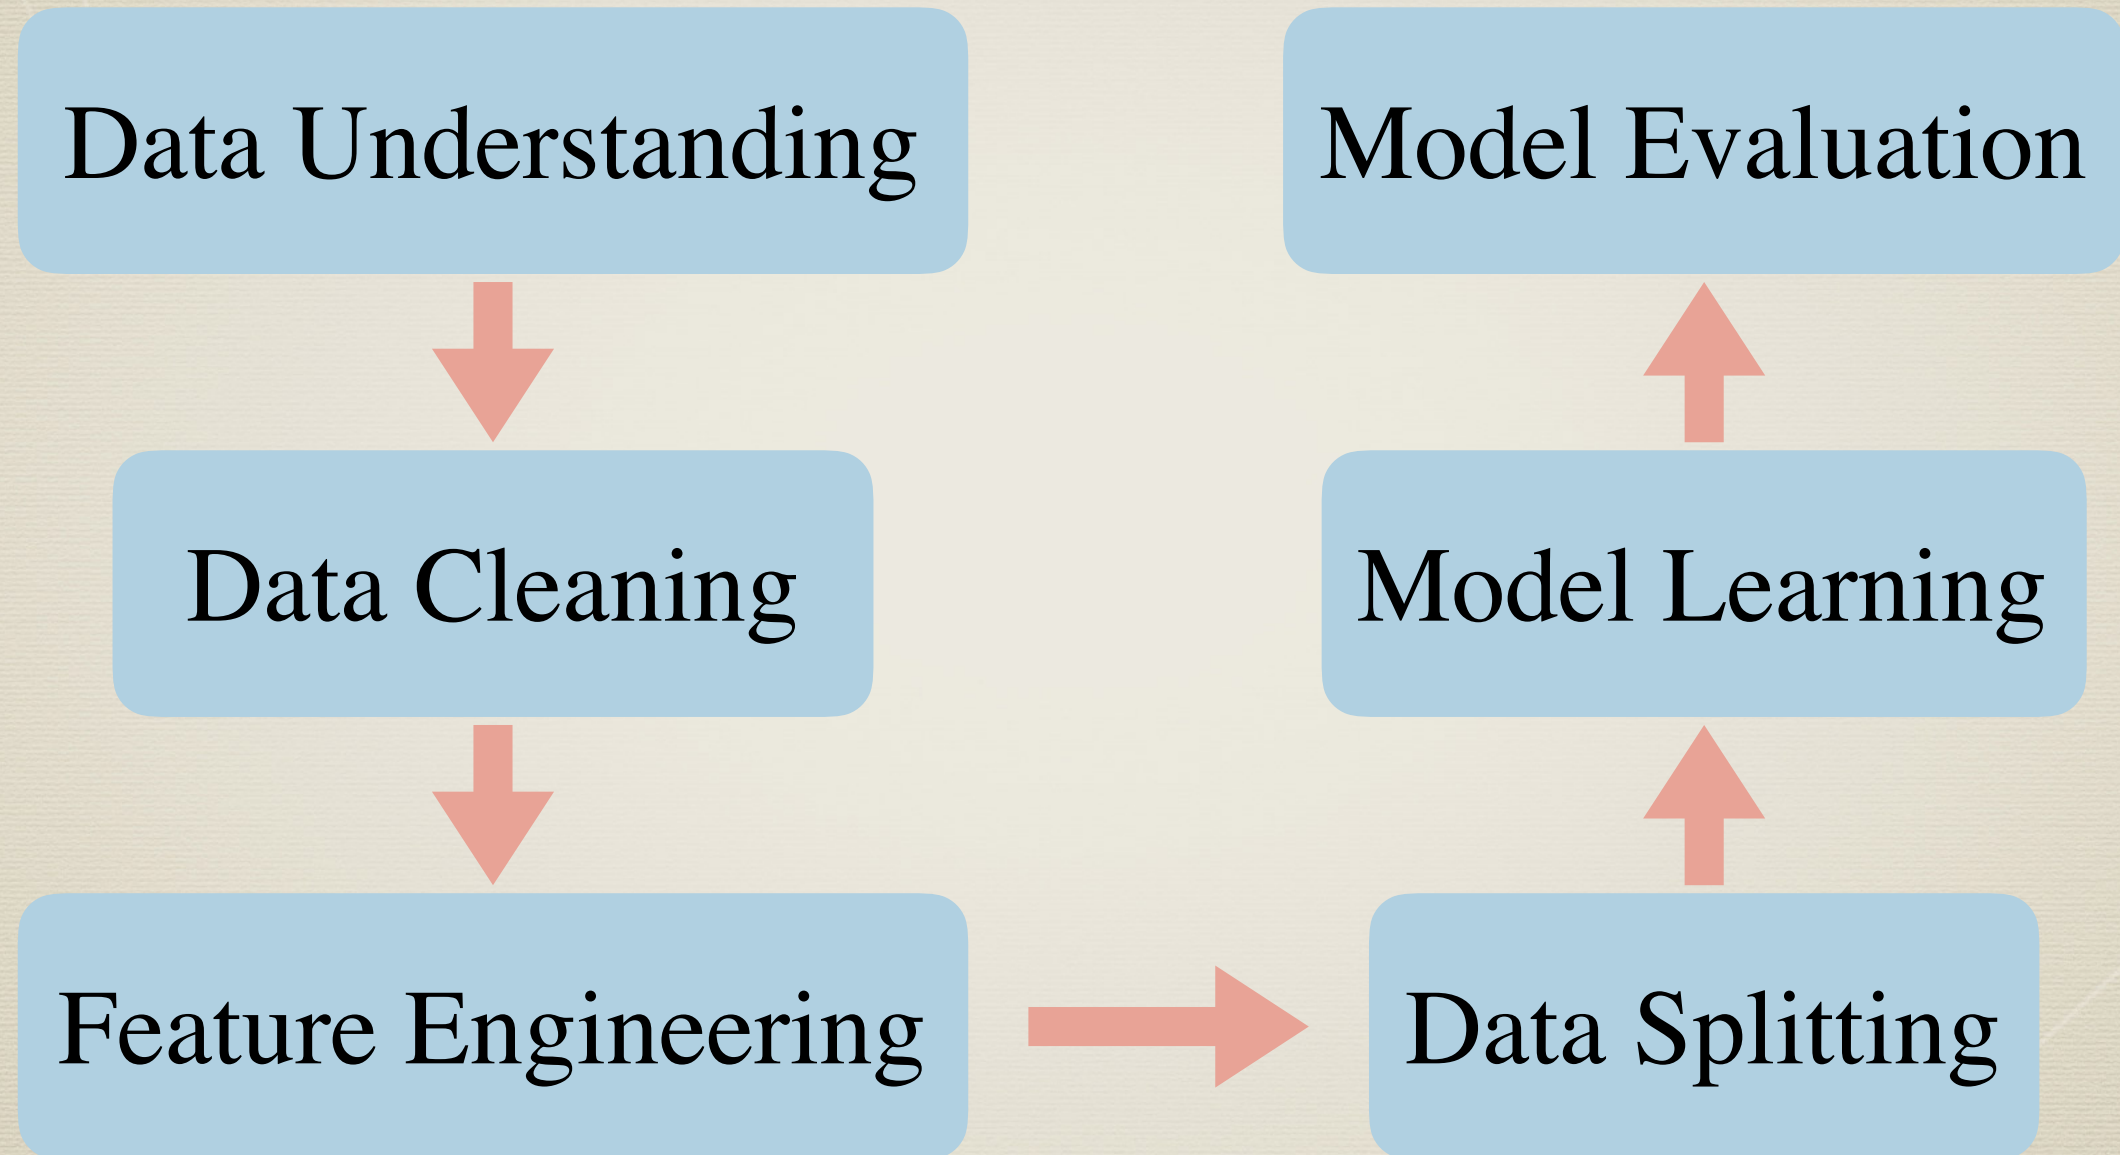 Data Understanding
Data Cleaning
Feature Engineering
Data Splitting
Model Learning
Model Evaluation